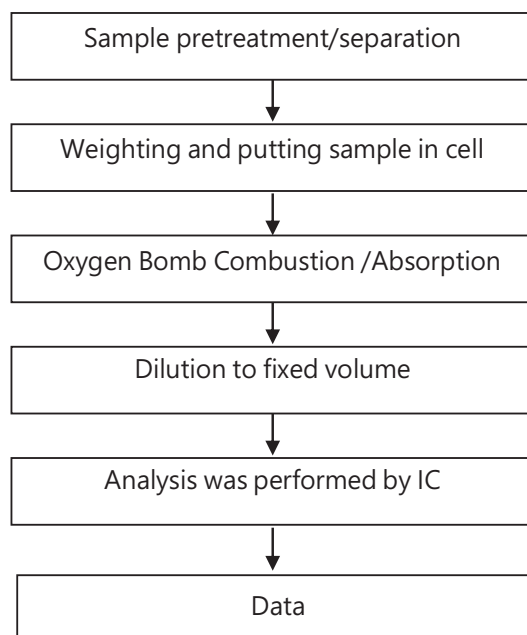 Sample pretreatment/separation
Weighting and putting sample in cell
Oxygen Bomb Combustion /Absorption
Dilution to fixed volume
Analysis was performed by IC
Data